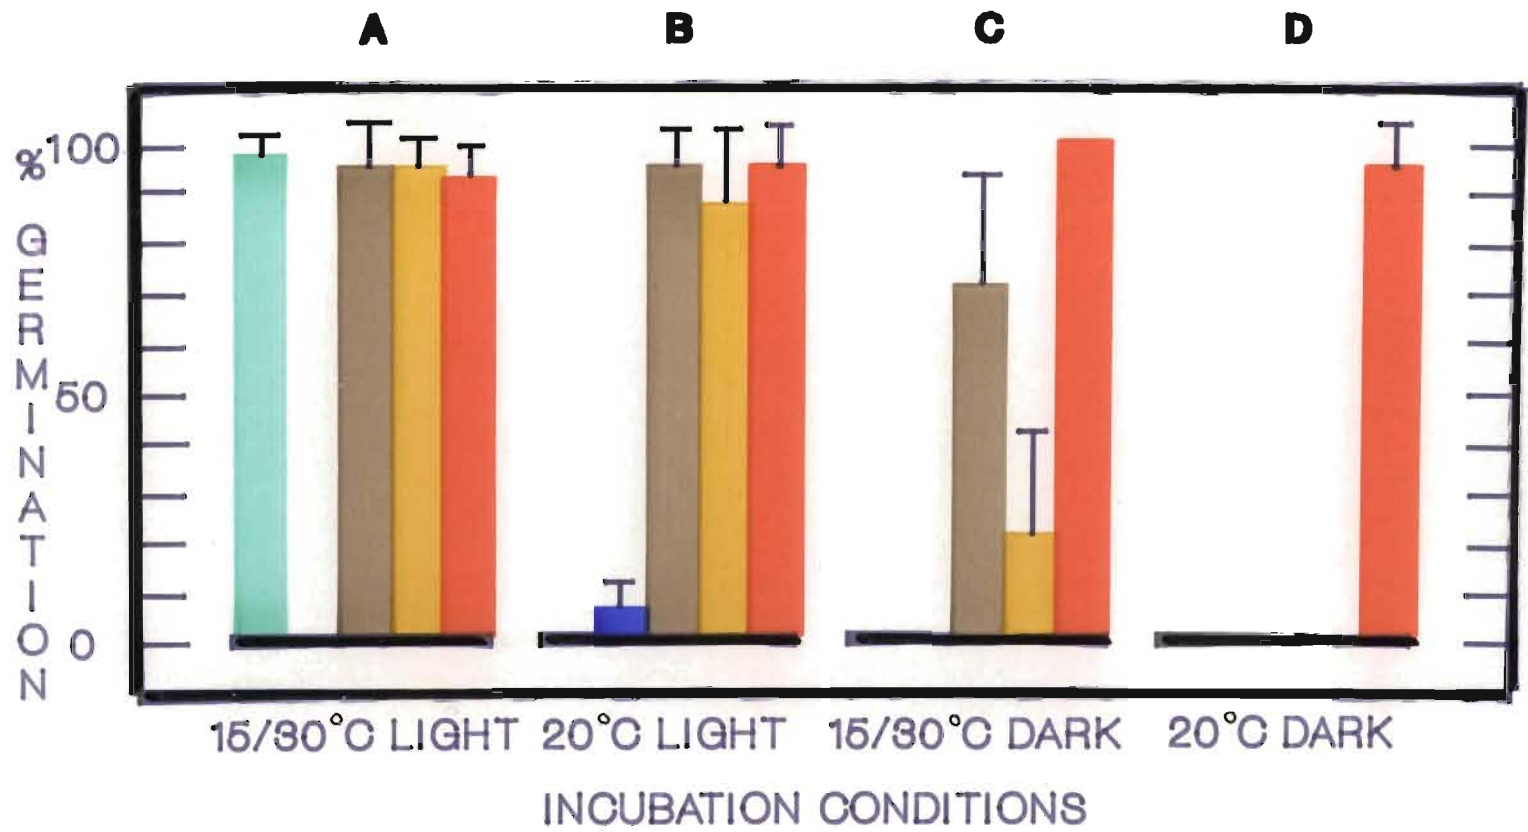 A B C D
% GERMINATION
100
50
0
15/30°C LIGHT 20°C LIGHT 15/30°C DARK 20°C DARK
INCUBATION CONDITIONS